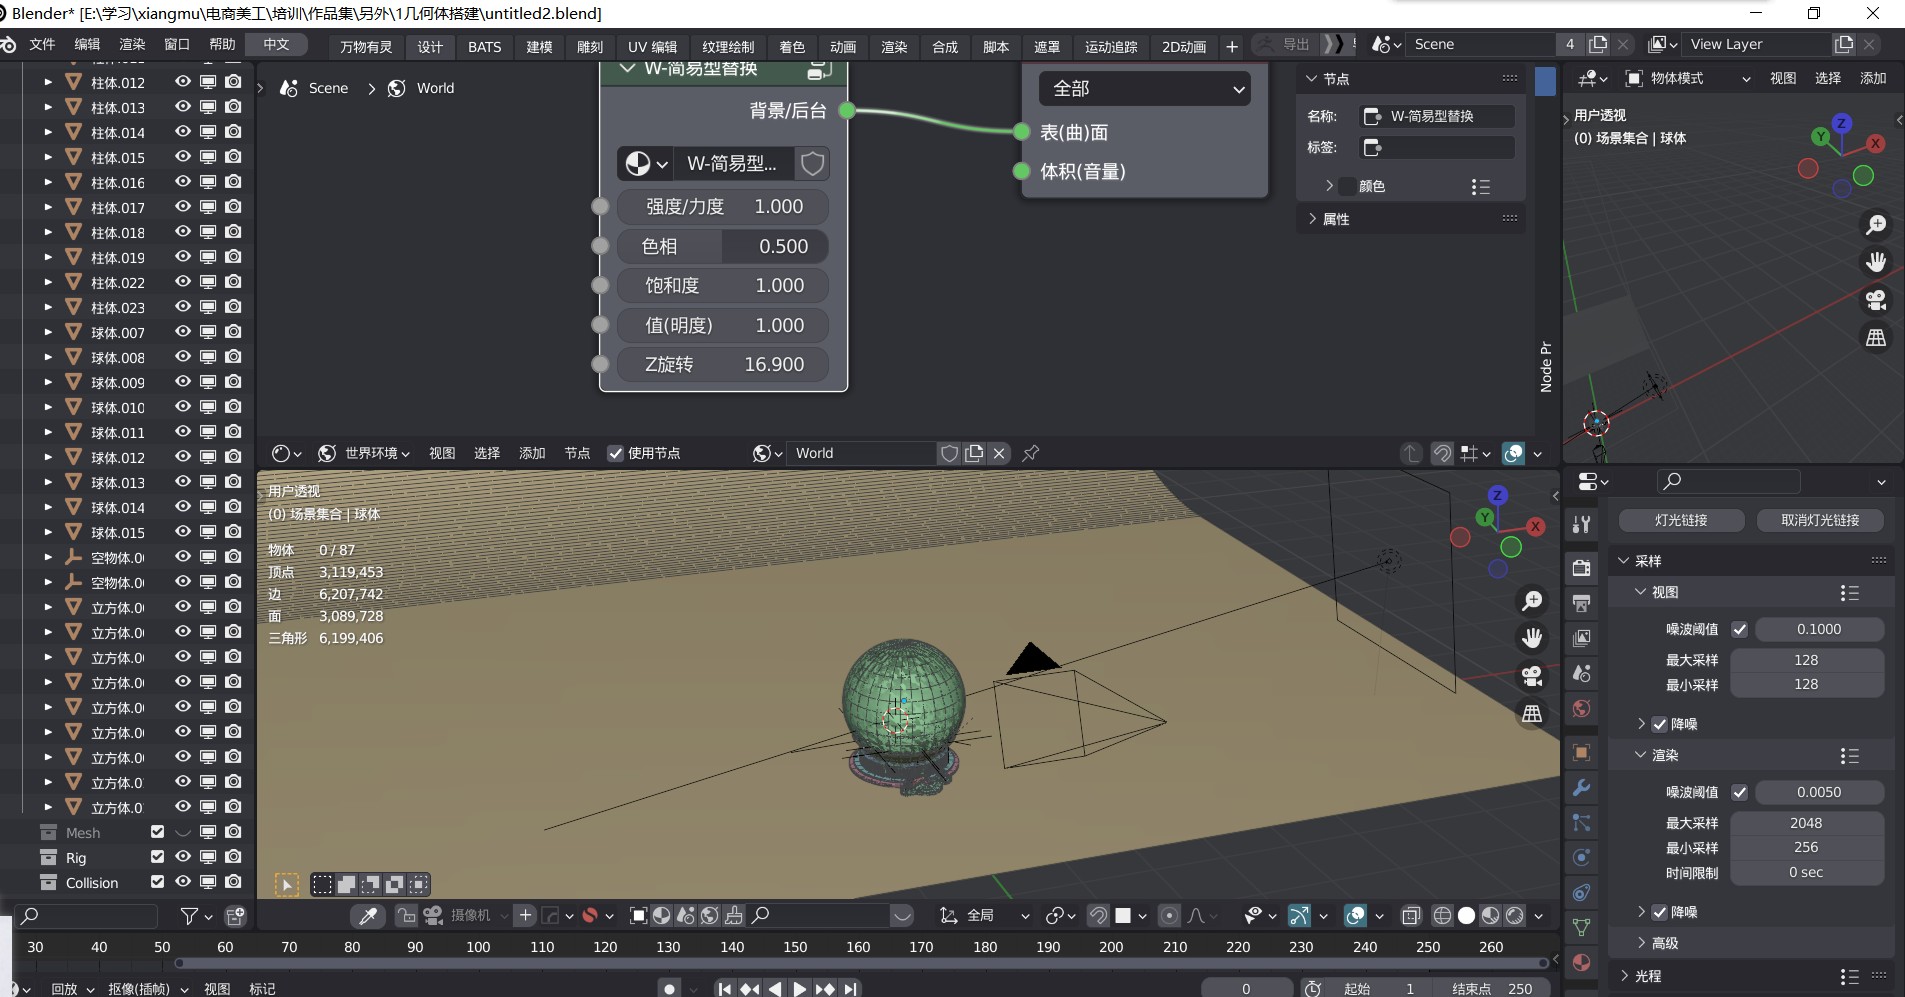 Blender* [E:\学习\xiangmu\电商美工\培训\作品集\另外\1几何体搭建\untitled2.blend]
文件 编辑 渲染 窗口 帮助 中文 万物有灵 设计 BATS 建模 雕刻 UV 编辑 纹理绘制 着色 动画 渲染 合成 脚本 遮罩 运动追踪 2D动画 + 导出 Scene 4 View Layer
柱体.012
柱体.013
柱体.014
柱体.015
柱体.016
柱体.017
柱体.018
柱体.019
柱体.022
柱体.023
球体.007
球体.008
球体.009
球体.010
球体.011
球体.012
球体.013
球体.014
球体.015
空物体.0
空物体.0
立方体.0
立方体.0
立方体.0
立方体.0
立方体.0
立方体.0
立方体.0
立方体.0
立方体.0
Mesh
Rig
Collision
Scene > World
W-简易型替换
背景/后台
W-简易型...
强度/力度 1.000
色相 0.500
饱和度 1.000
值(明度) 1.000
Z旋转 16.900
全部
表(曲)面
体积(音量)
节点
名称: W-简易型替换
标签:
颜色
属性
Node Pr
世界环境 视图 选择 添加 节点 使用节点 World
用户透视
(0) 场景集合 | 球体
物体 0 / 87
顶点 3,119,453
边 6,207,742
面 3,089,728
三角形 6,199,406
Z
Y
X
摄像机 全局
物体模式 视图 选择 添加
用户透视
(0) 场景集合 | 球体
Z
Y
X
灯光链接 取消灯光链接
采样
视图
噪波阈值 0.1000
最大采样 128
最小采样 128
降噪
渲染
噪波阈值 0.0050
最大采样 2048
最小采样 256
时间限制 0 sec
降噪
高级
光程
30 40 50 60 70 80 90 100 110 120 130 140 150 160 170 180 190 200 210 220 230 240 250 260
回放 抠像(插帧) 视图 标记 0 起始 1 结束点 250